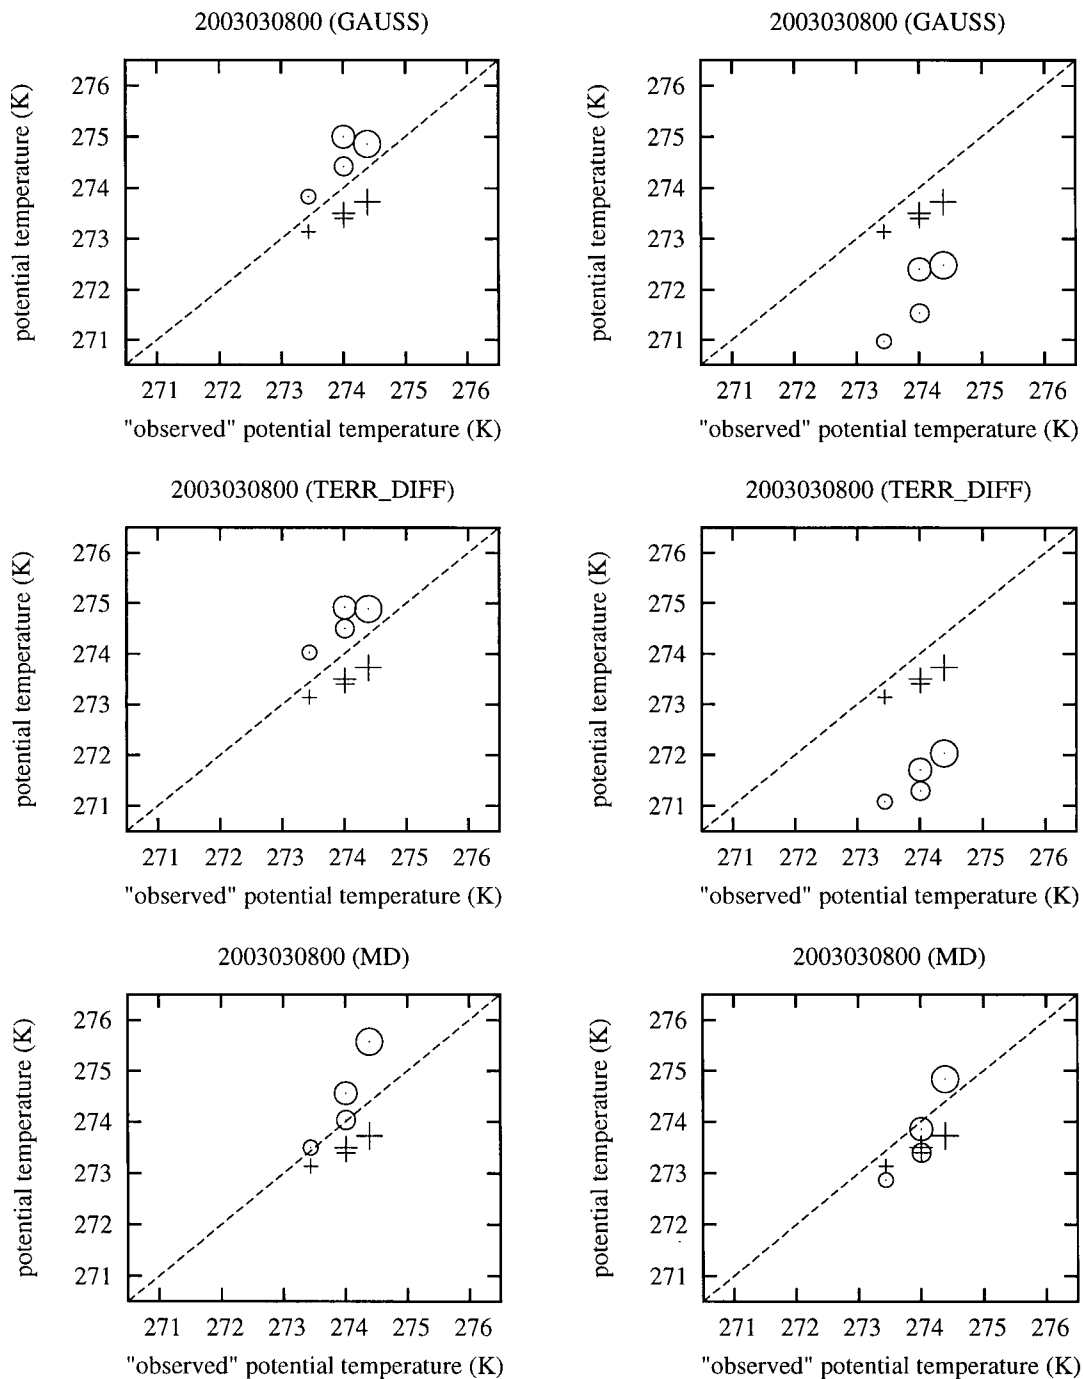 2003030800 (GAUSS)
276
275
274
273
272
271
potential temperature (K)
271 272 273 274 275 276
"observed" potential temperature (K)
2003030800 (GAUSS)
276
275
274
273
272
271
potential temperature (K)
271 272 273 274 275 276
"observed" potential temperature (K)
2003030800 (TERR_DIFF)
276
275
274
273
272
271
potential temperature (K)
271 272 273 274 275 276
"observed" potential temperature (K)
2003030800 (TERR_DIFF)
276
275
274
273
272
271
potential temperature (K)
271 272 273 274 275 276
"observed" potential temperature (K)
2003030800 (MD)
276
275
274
273
272
271
potential temperature (K)
271 272 273 274 275 276
"observed" potential temperature (K)
2003030800 (MD)
276
275
274
273
272
271
potential temperature (K)
271 272 273 274 275 276
"observed" potential temperature (K)